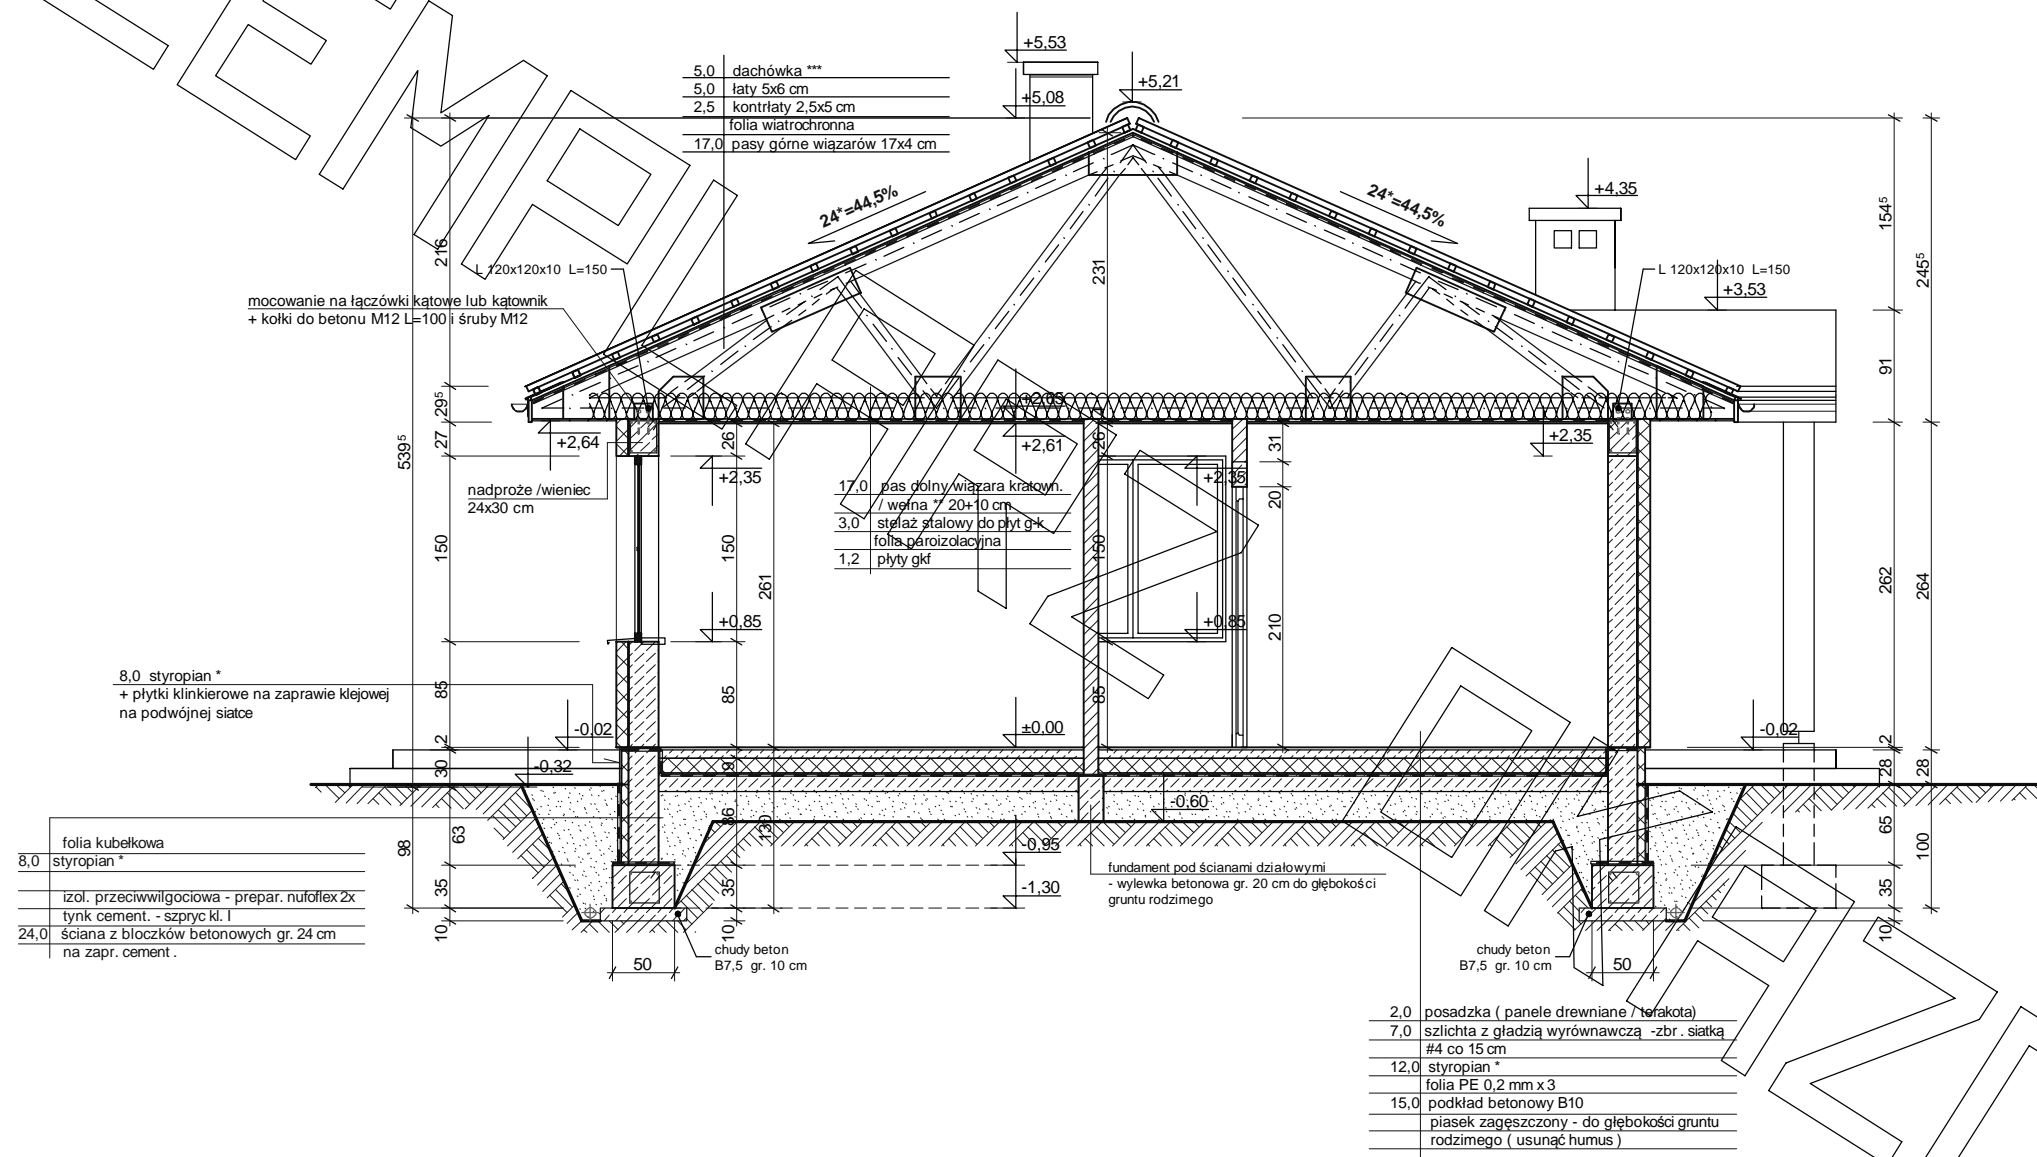 +5,53
+5,21
+5,08
5,0 dachówka ***
5,0 łaty 5x6 cm
2,5 kontrłaty 2,5x5 cm
folia wiatrochronna
17,0 pasy górne wiązarów 17x4 cm
24*=44,5%
24*=44,5%
+4,35
154⁵
245⁵
216
231
L 120x120x10 L=150
L 120x120x10 L=150
+3,53
mocowanie na łączówki kątowe lub kątownik
+ kołki do betonu M12 L=100 i śruby M12
91
29⁵
27
539⁵
+2,64
26
+2,65
+2,61
26
31
+2,35
+2,35
+2,35
nadproże /wieniec
24x30 cm
17,0 pas dolny wiązara kratown.
/ wełna ** 20+10 cm
3,0 stelaż stalowy do płyt g-k
folia paroizolacyjna
1,2 płyty gkf
20
150
150
150
261
262
264
210
+0,85
+0,85
8,0 styropian *
+ płytki klinkierowe na zaprawie klejowej
na podwójnej siatce
85
85
85
±0,00
-0,02
-0,02
2
2
30
-0,32
9
28
28
-0,60
98
63
86
130
65
100
-0,95
35
35
-1,30
35
10
10
10
folia kubełkowa
8,0 styropian *
izol. przeciwwilgociowa - prepar. nufoflex 2x
tynk cement. - szpryc kl. I
24,0 ściana z bloczków betonowych gr. 24 cm
na zapr. cement .
fundament pod ścianami działowymi
- wylewka betonowa gr. 20 cm do głębokości
gruntu rodzimego
50
chudy beton
B7,5 gr. 10 cm
chudy beton
B7,5 gr. 10 cm
50
2,0 posadzka ( panele drewniane / terakota)
7,0 szlichta z gładzią wyrównawczą -zbr . siatką
#4 co 15 cm
12,0 styropian *
folia PE 0,2 mm x 3
15,0 podkład betonowy B10
piasek zagęszczony - do głębokości gruntu
rodzimego ( usunąć humus )